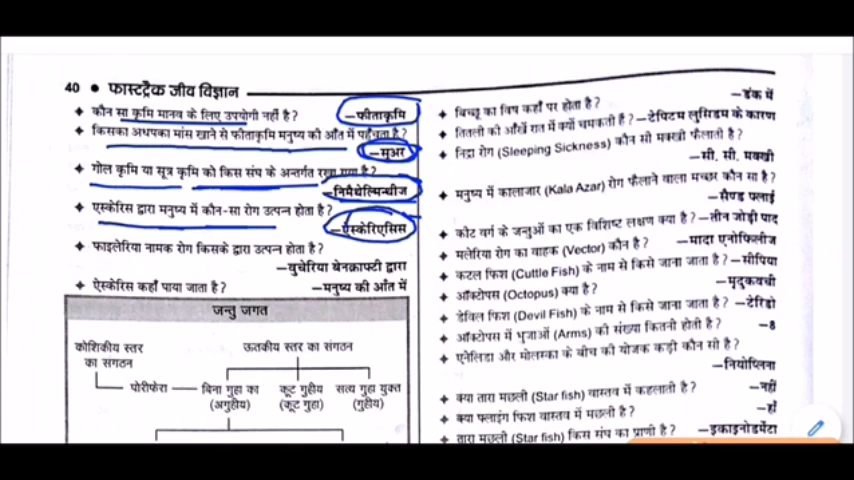 40 • फास्टट्रैक जीव विज्ञान
✦ कौन सा कृमि मानव के लिए उपयोगी नहीं है?
—फीताकृमि
✦ किसका अधपका मांस खाने से फीताकृमि मनुष्य की आँत में पहुँचता है?
—सूअर
✦ गोल कृमि या सूत्र कृमि को किस संघ के अन्तर्गत रखा गया है?
—निमैथेल्मिन्थीज
✦ एस्केरिस द्वारा मनुष्य में कौन-सा रोग उत्पन्न होता है?
—ऐस्केरिएसिस
✦ फाइलेरिया नामक रोग किसके द्वारा उत्पन्न होता है?
—वुचेरिया बेनक्राफ्टी द्वारा
✦ ऐस्केरिस कहाँ पाया जाता है? —मनुष्य की आँत में
जन्तु जगत
कोशिकीय स्तर का संगठन
ऊतकीय स्तर का संगठन
पोरीफेरा
बिना गुहा का (अगुहीय)
कूट गुहीय (कूट गुहा)
सत्य गुहा युक्त (गुहीय)
✦ बिच्छू का विष कहाँ पर होता है?
—डंक में
✦ तितली की आँखें रात में क्यों चमकती हैं? —टेपिटम लुसिडम के कारण
✦ निद्रा रोग (Sleeping Sickness) कौन सी मक्खी फैलाती है?
—सी. सी. मक्खी
✦ मनुष्य में कालाजार (Kala Azar) रोग फैलाने वाला मच्छर कौन सा है?
—सैण्ड फ्लाई
✦ कीट वर्ग के जन्तुओं का एक विशिष्ट लक्षण क्या है? —तीन जोड़ी पाद
✦ मलेरिया रोग का वाहक (Vector) कौन है? —मादा एनोफिलीज
✦ कटल फिश (Cuttle Fish) के नाम से किसे जाना जाता है? —सीपिया
✦ ऑक्टोपस (Octopus) क्या है? —मृदुकवची
✦ डेविल फिश (Devil Fish) के नाम से किसे जाना जाता है? —टेरिडो
✦ ऑक्टोपस में भुजाओं (Arms) की संख्या कितनी होती है? —8
✦ एनेलिडा और मोलस्का के बीच की योजक कड़ी कौन सी है?
—नियोप्लिना
✦ क्या तारा मछली (Star fish) वास्तव में कहलाती है? —नहीं
✦ क्या फ्लाइंग फिश वास्तव में मछली है? —हाँ
✦ तारा मछली (Star fish) किस संघ का प्राणी है? —इकाइनोडर्मेटा